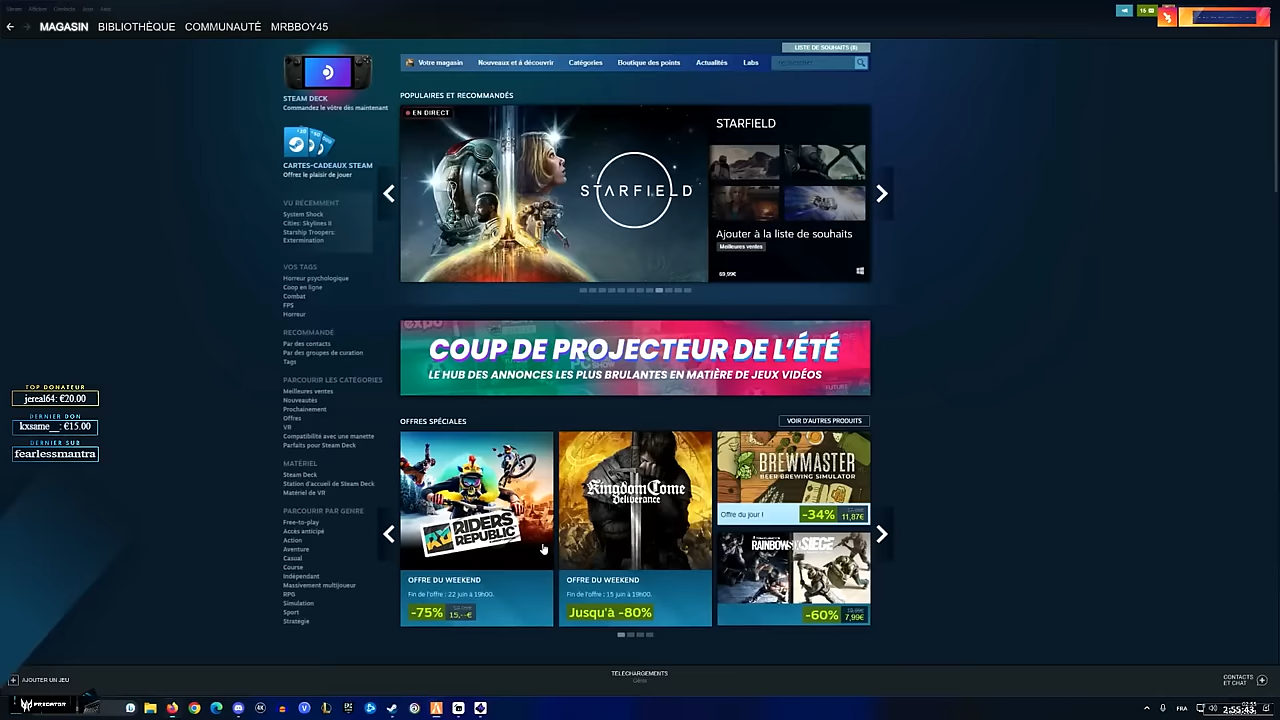 Steam Affichage Contacts Jeux Aide
MAGASIN BIBLIOTHÈQUE COMMUNAUTÉ MRRBOY45
LISTE DE SOUHAITS (8)
Votre magasin Nouveaux et à découvrir Catégories Boutique des points Actualités Labs
STEAM DECK
Commandez le vôtre dès maintenant
CARTES-CADEAUX STEAM
Offrez le plaisir de jouer
VU RÉCEMMENT
System Shock
Cities: Skylines II
Starship Troopers:
Extermination
VOS TAGS
Horreur psychologique
Coop en ligne
Combat
FPS
Horreur
RECOMMANDÉ
Par des contacts
Par des groupes de curation
Tags
PARCOURIR LES CATÉGORIES
Meilleures ventes
Nouveautés
Prochainement
Offres
VR
Compatibilité avec une manette
Parfaits pour Steam Deck
MATÉRIEL
Steam Deck
Station d'accueil de Steam Deck
Matériel de VR
PARCOURIR PAR GENRE
Free-to-play
Accès anticipé
Action
Aventure
Casual
Course
Indépendant
Massivement multijoueur
RPG
Simulation
Sport
Stratégie
POPULAIRES ET RECOMMANDÉS
EN DIRECT
STARFIELD
STARFIELD
Ajouter à la liste de souhaits
Meilleures ventes
69,99€
COUP DE PROJECTEUR DE L'ÉTÉ
LE HUB DES ANNONCES LES PLUS BRULANTES EN MATIÈRE DE JEUX VIDÉOS
FUTURE
OFFRES SPÉCIALES
VOIR D'AUTRES PRODUITS
RIDERS REPUBLIC
OFFRE DU WEEKEND
Fin de l'offre : 22 juin à 19h00.
-75%
KINGDOM COME
DELIVERANCE
OFFRE DU WEEKEND
Fin de l'offre : 15 juin à 19h00.
Jusqu'à -80%
BREWMASTER
BEER BREWING SIMULATOR
Offre du jour !
-34%
11,87€
RAINBOW SIEGE
-60%
7,99€
TOP DONATEUR
jereal64: €20.00
DERNIER DON
kxsame__: €15.00
DERNIER SUB
fearlessmantra
AJOUTER UN JEU
TÉLÉCHARGEMENTS
Gérer
CONTACTS
ET CHAT
PREDATOR
FRA
2:55:43